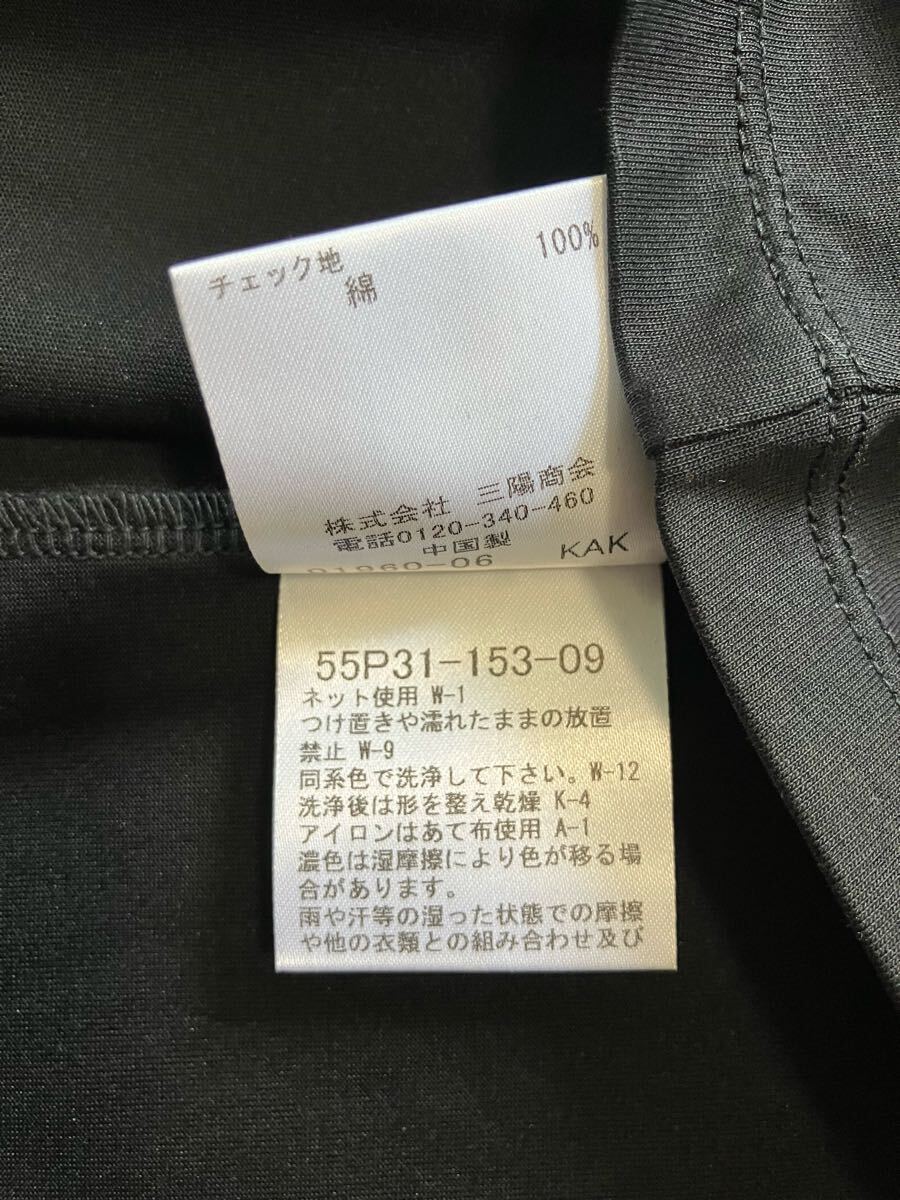 チェック地
綿 100%
株式会社 三陽商会
電話0120-340-460
中国製 KAK
55P31-153-09
ネット使用 W-1
つけ置きや濡れたままの放置
禁止 W-9
同系色で洗浄して下さい。W-12
洗浄後は形を整え乾燥 K-4
アイロンはあて布使用 A-1
濃色は湿摩擦により色が移る場
合があります。
雨や汗等の湿った状態での摩擦
や他の衣類との組み合わせ及び